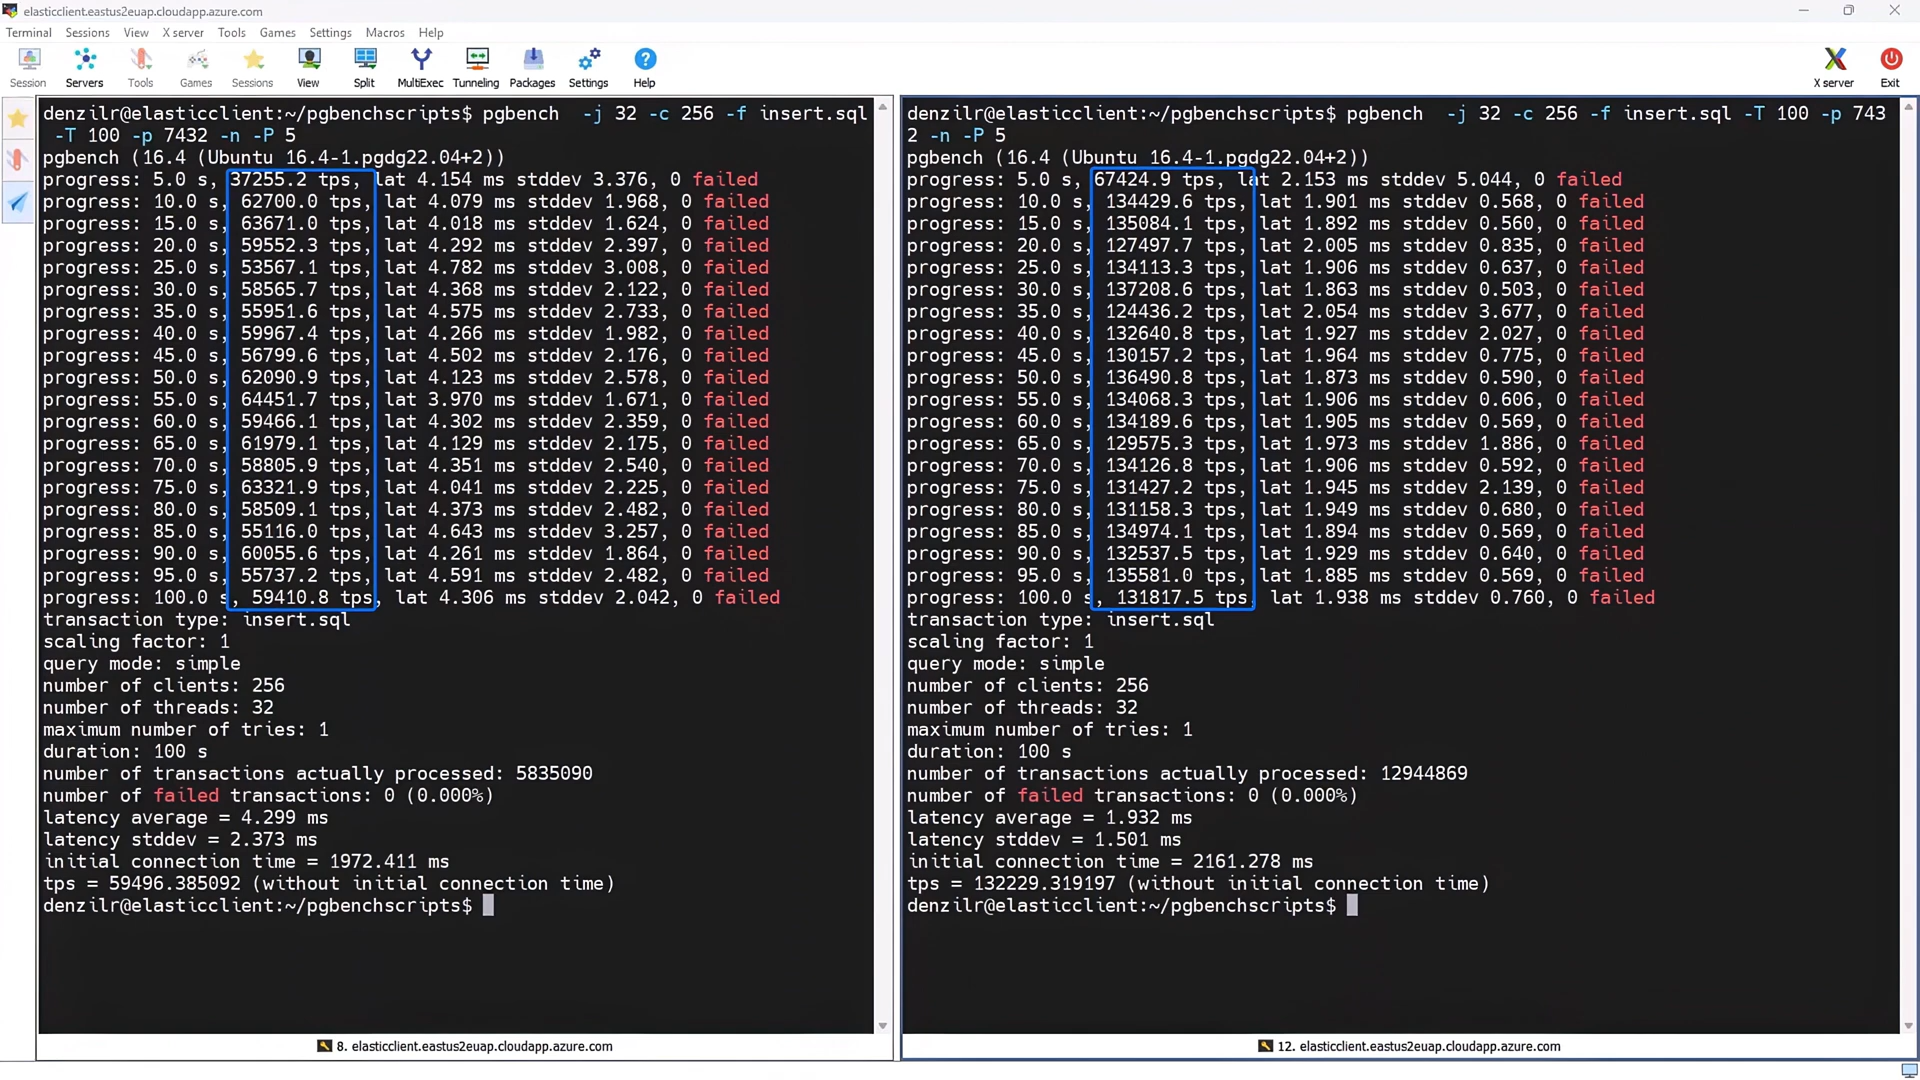 elasticclient.eastus2euap.cloudapp.azure.com
Terminal Sessions View X server Tools Games Settings Macros Help
Session Servers Tools Games Sessions View Split MultiExec Tunneling Packages Settings Help X server Exit
denzilr@elasticclient:~/pgbenchscripts$ pgbench -j 32 -c 256 -f insert.sql
-T 100 -p 7432 -n -P 5
pgbench (16.4 (Ubuntu 16.4-1.pgdg22.04+2))
progress: 5.0 s, 37255.2 tps, lat 4.154 ms stddev 3.376, 0 failed
progress: 10.0 s, 62700.0 tps, lat 4.079 ms stddev 1.968, 0 failed
progress: 15.0 s, 63671.0 tps, lat 4.018 ms stddev 1.624, 0 failed
progress: 20.0 s, 59552.3 tps, lat 4.292 ms stddev 2.397, 0 failed
progress: 25.0 s, 53567.1 tps, lat 4.782 ms stddev 3.008, 0 failed
progress: 30.0 s, 58565.7 tps, lat 4.368 ms stddev 2.122, 0 failed
progress: 35.0 s, 55951.6 tps, lat 4.575 ms stddev 2.733, 0 failed
progress: 40.0 s, 59967.4 tps, lat 4.266 ms stddev 1.982, 0 failed
progress: 45.0 s, 56799.6 tps, lat 4.502 ms stddev 2.176, 0 failed
progress: 50.0 s, 62090.9 tps, lat 4.123 ms stddev 2.578, 0 failed
progress: 55.0 s, 64451.7 tps, lat 3.970 ms stddev 1.671, 0 failed
progress: 60.0 s, 59466.1 tps, lat 4.302 ms stddev 2.359, 0 failed
progress: 65.0 s, 61979.1 tps, lat 4.129 ms stddev 2.175, 0 failed
progress: 70.0 s, 58805.9 tps, lat 4.351 ms stddev 2.540, 0 failed
progress: 75.0 s, 63321.9 tps, lat 4.041 ms stddev 2.225, 0 failed
progress: 80.0 s, 58509.1 tps, lat 4.373 ms stddev 2.482, 0 failed
progress: 85.0 s, 55116.0 tps, lat 4.643 ms stddev 3.257, 0 failed
progress: 90.0 s, 60055.6 tps, lat 4.261 ms stddev 1.864, 0 failed
progress: 95.0 s, 55737.2 tps, lat 4.591 ms stddev 2.482, 0 failed
progress: 100.0 s, 59410.8 tps, lat 4.306 ms stddev 2.042, 0 failed
transaction type: insert.sql
scaling factor: 1
query mode: simple
number of clients: 256
number of threads: 32
maximum number of tries: 1
duration: 100 s
number of transactions actually processed: 5835090
number of failed transactions: 0 (0.000%)
latency average = 4.299 ms
latency stddev = 2.373 ms
initial connection time = 1972.411 ms
tps = 59496.385092 (without initial connection time)
denzilr@elasticclient:~/pgbenchscripts$
8. elasticclient.eastus2euap.cloudapp.azure.com
denzilr@elasticclient:~/pgbenchscripts$ pgbench -j 32 -c 256 -f insert.sql -T 100 -p 743
2 -n -P 5
pgbench (16.4 (Ubuntu 16.4-1.pgdg22.04+2))
progress: 5.0 s, 67424.9 tps, lat 2.153 ms stddev 5.044, 0 failed
progress: 10.0 s, 134429.6 tps, lat 1.901 ms stddev 0.568, 0 failed
progress: 15.0 s, 135084.1 tps, lat 1.892 ms stddev 0.560, 0 failed
progress: 20.0 s, 127497.7 tps, lat 2.005 ms stddev 0.835, 0 failed
progress: 25.0 s, 134113.3 tps, lat 1.906 ms stddev 0.637, 0 failed
progress: 30.0 s, 137208.6 tps, lat 1.863 ms stddev 0.503, 0 failed
progress: 35.0 s, 124436.2 tps, lat 2.054 ms stddev 3.677, 0 failed
progress: 40.0 s, 132640.8 tps, lat 1.927 ms stddev 2.027, 0 failed
progress: 45.0 s, 130157.2 tps, lat 1.964 ms stddev 0.775, 0 failed
progress: 50.0 s, 136490.8 tps, lat 1.873 ms stddev 0.590, 0 failed
progress: 55.0 s, 134068.3 tps, lat 1.906 ms stddev 0.606, 0 failed
progress: 60.0 s, 134189.6 tps, lat 1.905 ms stddev 0.569, 0 failed
progress: 65.0 s, 129575.3 tps, lat 1.973 ms stddev 1.886, 0 failed
progress: 70.0 s, 134126.8 tps, lat 1.906 ms stddev 0.592, 0 failed
progress: 75.0 s, 131427.2 tps, lat 1.945 ms stddev 2.139, 0 failed
progress: 80.0 s, 131158.3 tps, lat 1.949 ms stddev 0.680, 0 failed
progress: 85.0 s, 134974.1 tps, lat 1.894 ms stddev 0.569, 0 failed
progress: 90.0 s, 132537.5 tps, lat 1.929 ms stddev 0.640, 0 failed
progress: 95.0 s, 135581.0 tps, lat 1.885 ms stddev 0.569, 0 failed
progress: 100.0 s, 131817.5 tps, lat 1.938 ms stddev 0.760, 0 failed
transaction type: insert.sql
scaling factor: 1
query mode: simple
number of clients: 256
number of threads: 32
maximum number of tries: 1
duration: 100 s
number of transactions actually processed: 12944869
number of failed transactions: 0 (0.000%)
latency average = 1.932 ms
latency stddev = 1.501 ms
initial connection time = 2161.278 ms
tps = 132229.319197 (without initial connection time)
denzilr@elasticclient:~/pgbenchscripts$
12. elasticclient.eastus2euap.cloudapp.azure.com